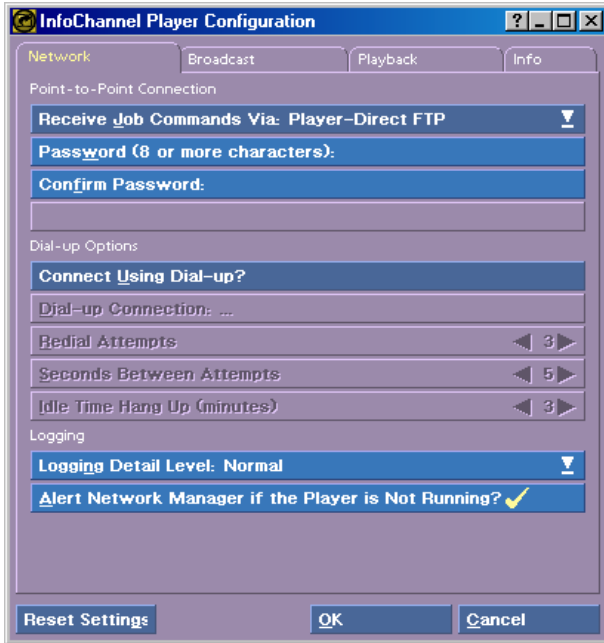 InfoChannel Player Configuration
Network Broadcast Playback Info
Point-to-Point Connection
Receive Job Commands Via: Player-Direct FTP
Password (8 or more characters):
Confirm Password:
Dial-up Options
Connect Using Dial-up?
Dial-up Connection: ...
Redial Attempts 3
Seconds Between Attempts 5
Idle Time Hang Up (minutes) 3
Logging
Logging Detail Level: Normal
Alert Network Manager if the Player is Not Running?
Reset Settings OK Cancel